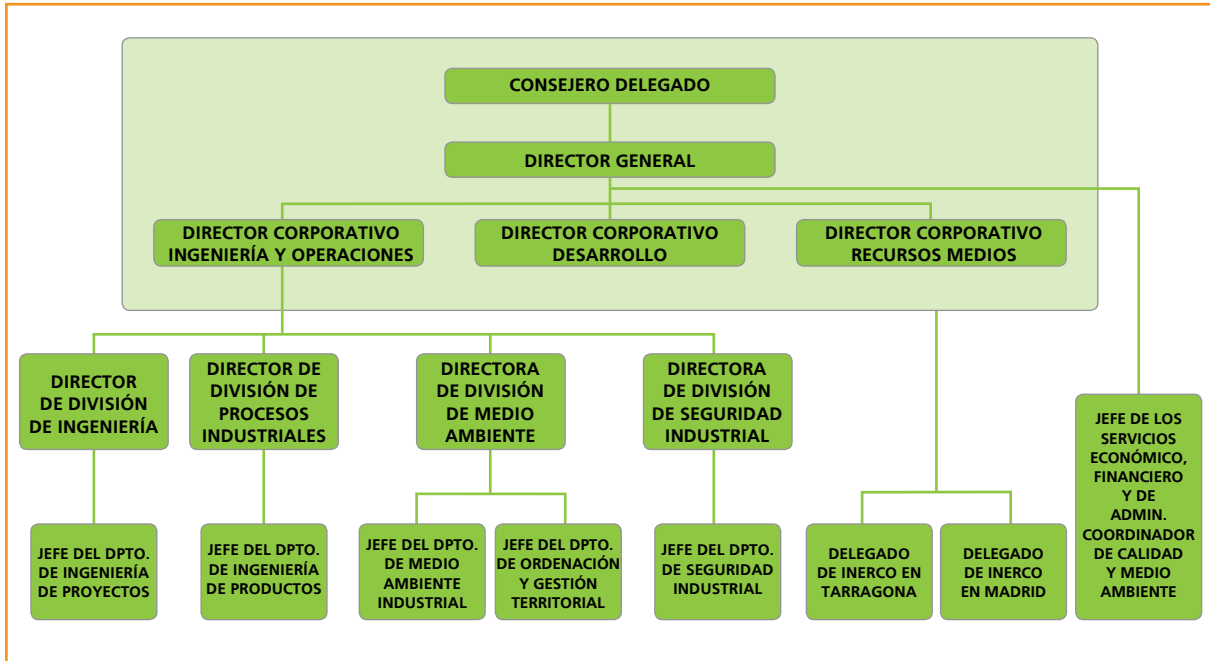 CONSEJERO DELEGADO
DIRECTOR GENERAL
DIRECTOR CORPORATIVO
INGENIERÍA Y OPERACIONES
DIRECTOR CORPORATIVO
DESARROLLO
DIRECTOR CORPORATIVO
RECURSOS MEDIOS
DIRECTOR
DE DIVISIÓN
DE INGENIERÍA
DIRECTOR DE
DIVISIÓN DE
PROCESOS
INDUSTRIALES
DIRECTORA
DE DIVISIÓN
DE MEDIO
AMBIENTE
DIRECTORA
DE DIVISIÓN
DE SEGURIDAD
INDUSTRIAL
JEFE DE LOS
SERVICIOS
ECONÓMICO,
FINANCIERO
Y DE
ADMIN.
COORDINADOR
DE CALIDAD
Y MEDIO
AMBIENTE
JEFE DEL DPTO.
DE INGENIERÍA
DE PROYECTOS
JEFE DEL DPTO.
DE INGENIERÍA
DE PRODUCTOS
JEFE DEL DPTO.
DE MEDIO
AMBIENTE
INDUSTRIAL
JEFE DEL DPTO.
DE ORDENACIÓN
Y GESTIÓN
TERRITORIAL
JEFE DEL DPTO.
DE SEGURIDAD
INDUSTRIAL
DELEGADO
DE INERCO EN
TARRAGONA
DELEGADO
DE INERCO
EN MADRID